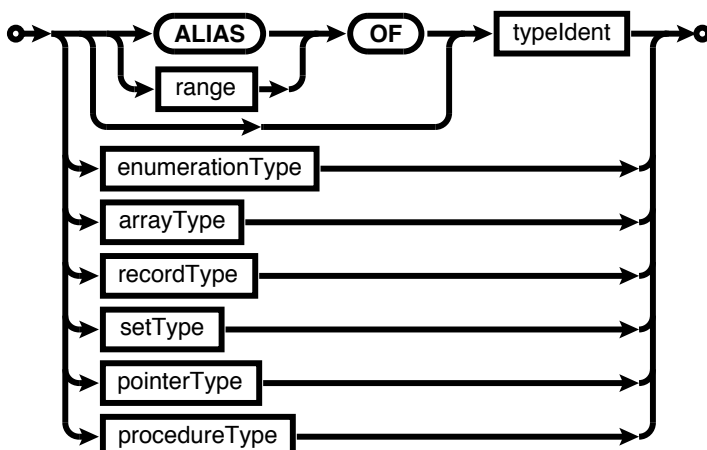 ALIAS OF typeIdent
range
enumerationType
arrayType
recordType
setType
pointerType
procedureType